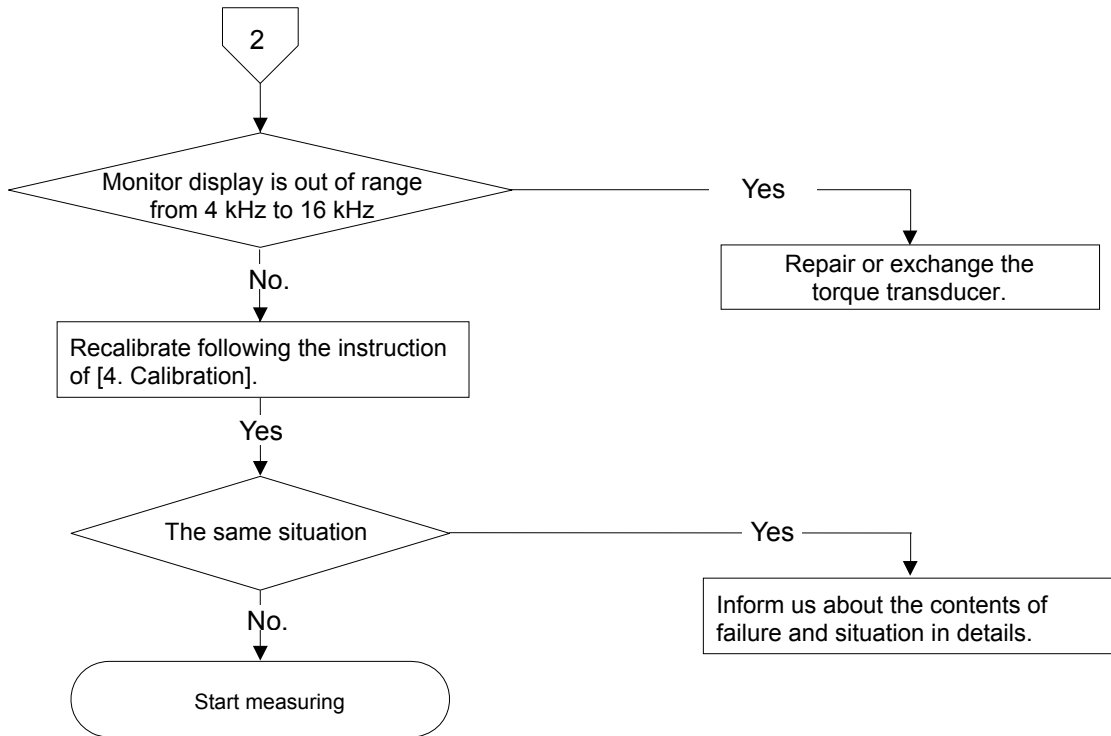 2
Monitor display is out of range
from 4 kHz to 16 kHz
Yes
Repair or exchange the
torque transducer.
No.
Recalibrate following the instruction
of [4. Calibration].
Yes
The same situation
Yes
Inform us about the contents of
failure and situation in details.
No.
Start measuring